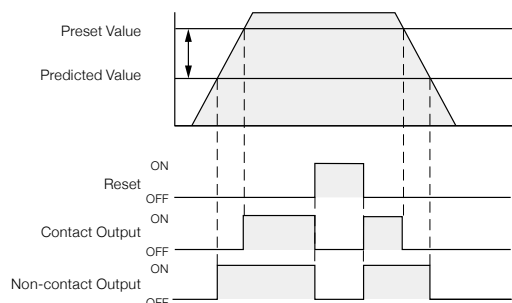 Preset Value
Predicted Value
ON
Reset
OFF
ON
Contact Output
OFF
ON
Non-contact Output
OFF